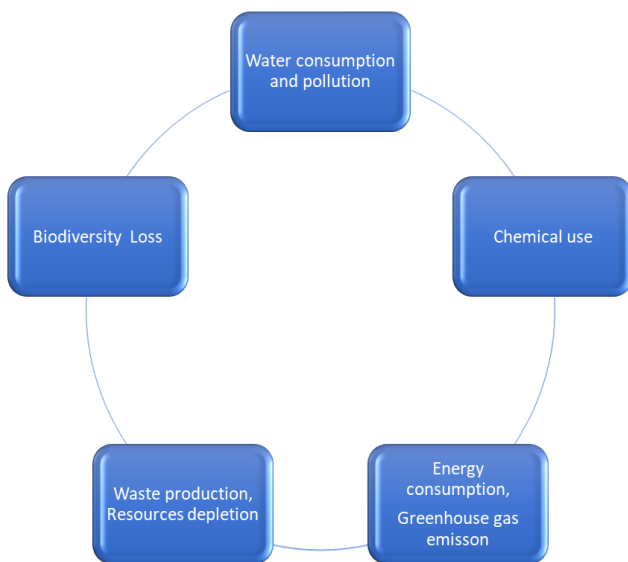 Water consumption
and pollution
Chemical use
Energy
consumption,
Greenhouse gas
emisson
Waste production,
Resources depletion
Biodiversity Loss